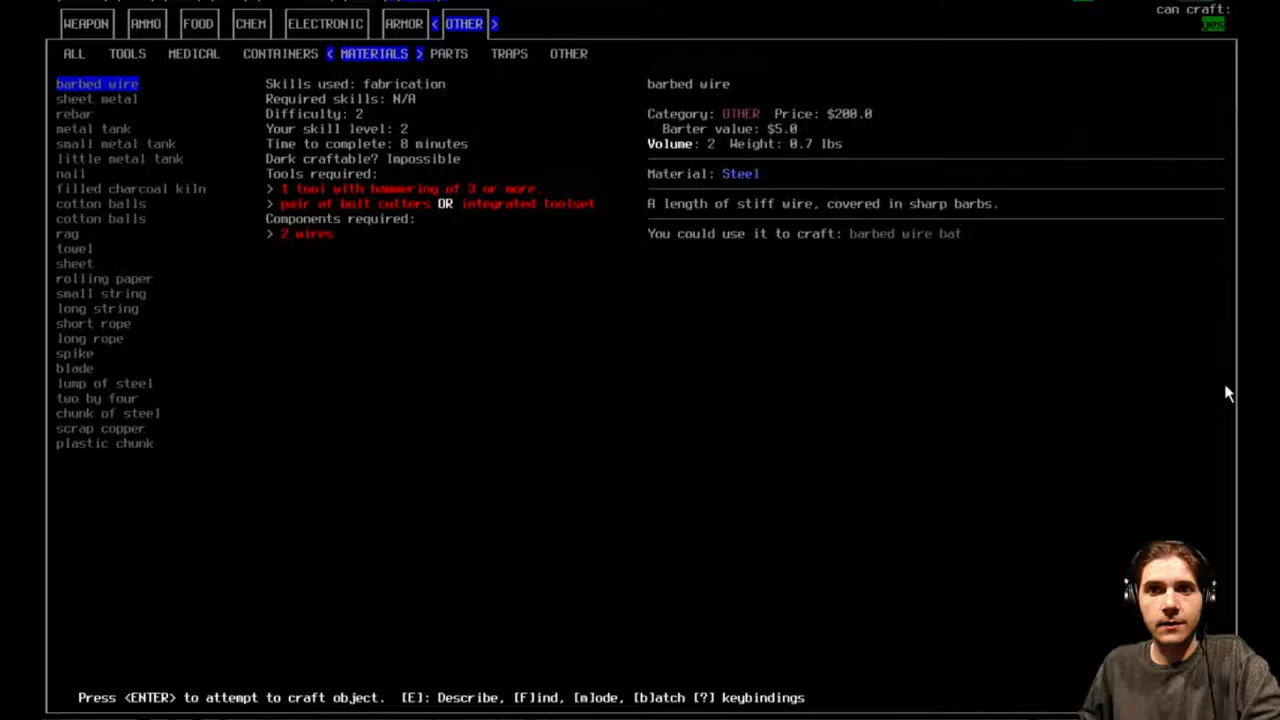 can craft:
WEAPON AMMO FOOD CHEM ELECTRONIC ARMOR < OTHER > yes
ALL TOOLS MEDICAL CONTAINERS < MATERIALS > PARTS TRAPS OTHER
barbed wire Skills used: fabrication barbed wire
sheet metal Required skills: N/A
rebar Difficulty: 2 Category: OTHER Price: $200.0
metal tank Your skill level: 2 Barter value: $5.0
small metal tank Time to complete: 8 minutes Volume: 2 Weight: 0.7 lbs
little metal tank Dark craftable? Impossible
nail Tools required: Material: Steel
filled charcoal kiln > 1 tool with hammering of 3 or more.
cotton balls > pair of bolt cutters OR integrated toolset A length of stiff wire, covered in sharp barbs.
cotton balls Components required:
rag > 2 wires You could use it to craft: barbed wire bat
towel
sheet
rolling paper
small string
long string
short rope
long rope
spike
blade
lump of steel
two by four
chunk of steel
scrap copper
plastic chunk
Press <ENTER> to attempt to craft object. [E]: Describe, [F]ind, [m]ode, [b]atch [?] keybindings